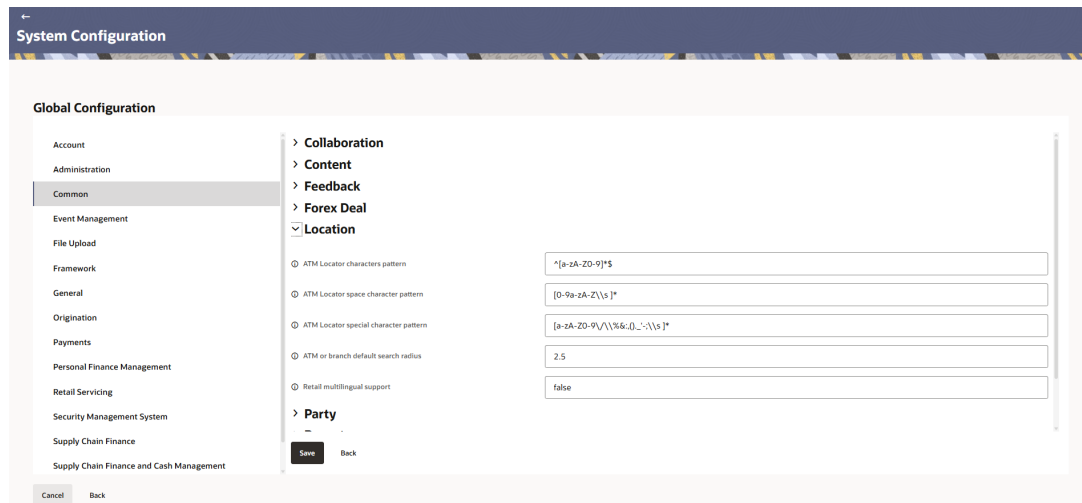 ←
System Configuration
Global Configuration
Account
Administration
Common
Event Management
File Upload
Framework
General
Origination
Payments
Personal Finance Management
Retail Servicing
Security Management System
Supply Chain Finance
Supply Chain Finance and Cash Management
Collaboration
Content
Feedback
Forex Deal
Location
ATM Locator characters pattern
^[a-zA-Z0-9]*$
ATM Locator space character pattern
[0-9a-zA-Z\\s ]*
ATM Locator special character pattern
[a-zA-Z0-9\/\\%&:,()._'-;\\s ]*
ATM or branch default search radius
2.5
Retail multilingual support
false
Party
Save Back
Cancel Back